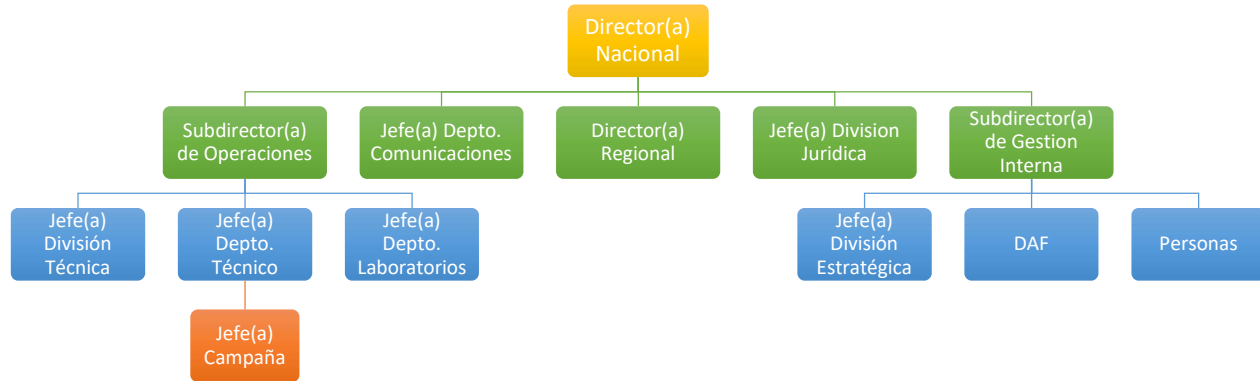 Director(a)
Nacional
Subdirector(a)
de Operaciones
Jefe(a) Depto.
Comunicaciones
Director(a)
Regional
Jefe(a) Division
Juridica
Subdirector(a)
de Gestion
Interna
Jefe(a)
División
Técnica
Jefe(a)
Depto.
Técnico
Jefe(a)
Depto.
Laboratorios
Jefe(a)
División
Estratégica
DAF
Personas
Jefe(a)
Campaña